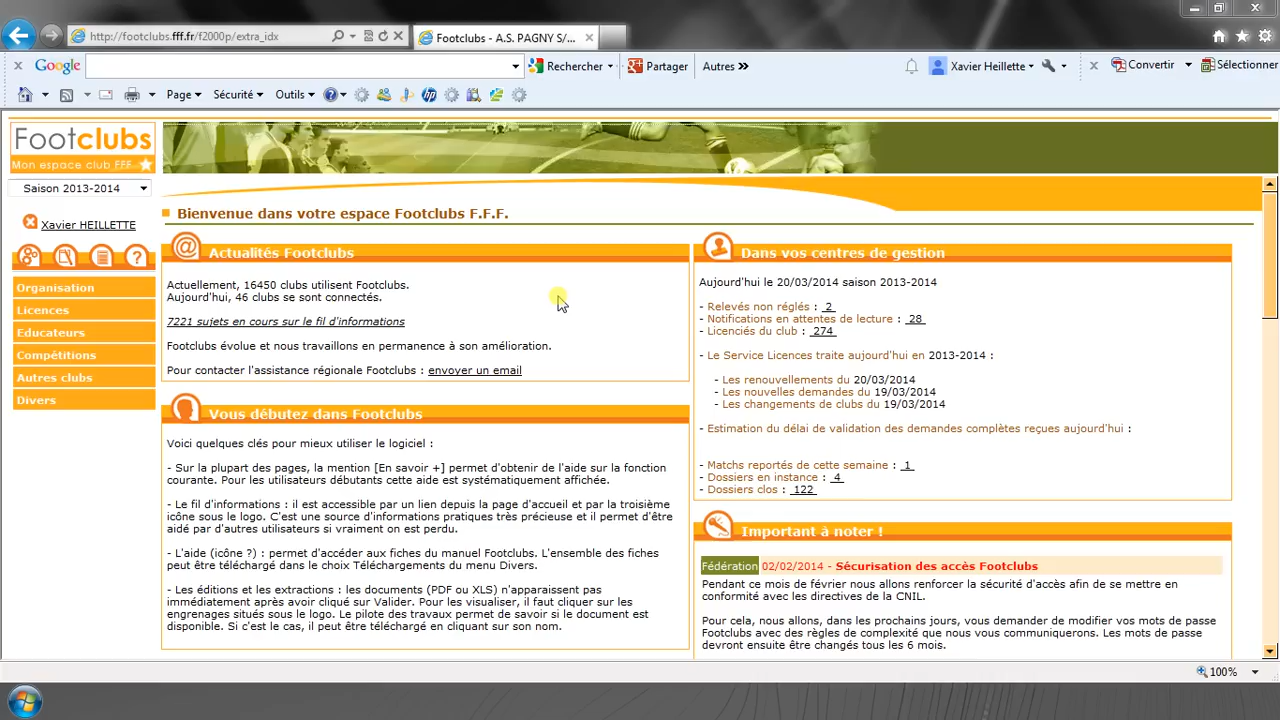 http://footclubs.fff.fr/f2000p/extra_idx
Footclubs - A.S. PAGNY S/...
Google
Rechercher
Partager
Autres »
Xavier Heillette
Convertir
Sélectionner
Page
Sécurité
Outils
Footclubs
Mon espace club FFF
Saison 2013-2014
Xavier HEILLETTE
Organisation
Licences
Educateurs
Compétitions
Autres clubs
Divers
Bienvenue dans votre espace Footclubs F.F.F.
Actualités Footclubs
Actuellement, 16450 clubs utilisent Footclubs.
Aujourd'hui, 46 clubs se sont connectés.
7221 sujets en cours sur le fil d'informations
Footclubs évolue et nous travaillons en permanence à son amélioration.
Pour contacter l'assistance régionale Footclubs : envoyer un email
Vous débutez dans Footclubs
Voici quelques clés pour mieux utiliser le logiciel :
- Sur la plupart des pages, la mention [En savoir +] permet d'obtenir de l'aide sur la fonction
courante. Pour les utilisateurs débutants cette aide est systématiquement affichée.
- Le fil d'informations : il est accessible par un lien depuis la page d'accueil et par la troisième
icône sous le logo. C'est une source d'informations pratiques très précieuse et il permet d'être
aidé par d'autres utilisateurs si vraiment on est perdu.
- L'aide (icône ?) : permet d'accéder aux fiches du manuel Footclubs. L'ensemble des fiches
peut être téléchargé dans le choix Téléchargements du menu Divers.
- Les éditions et les extractions : les documents (PDF ou XLS) n'apparaissent pas
immédiatement après avoir cliqué sur Valider. Pour les visualiser, il faut cliquer sur les
engrenages situés sous le logo. Le pilote des travaux permet de savoir si le document est
disponible. Si c'est le cas, il peut être téléchargé en cliquant sur son nom.
Dans vos centres de gestion
Aujourd'hui le 20/03/2014 saison 2013-2014
- Relevés non réglés : 2
- Notifications en attentes de lecture : 28
- Licenciés du club : 274
- Le Service Licences traite aujourd'hui en 2013-2014 :
- Les renouvellements du 20/03/2014
- Les nouvelles demandes du 19/03/2014
- Les changements de clubs du 19/03/2014
- Estimation du délai de validation des demandes complètes reçues aujourd'hui :
- Matchs reportés de cette semaine : 1
- Dossiers en instance : 4
- Dossiers clos : 122
Important à noter !
Fédération 02/02/2014 - Sécurisation des accès Footclubs
Pendant ce mois de février nous allons renforcer la sécurité d'accès afin de se mettre en
conformité avec les directives de la CNIL.
Pour cela, nous allons, dans les prochains jours, vous demander de modifier vos mots de passe
Footclubs avec des règles de complexité que nous vous communiquerons. Les mots de passe
devront ensuite être changés tous les 6 mois.
100%